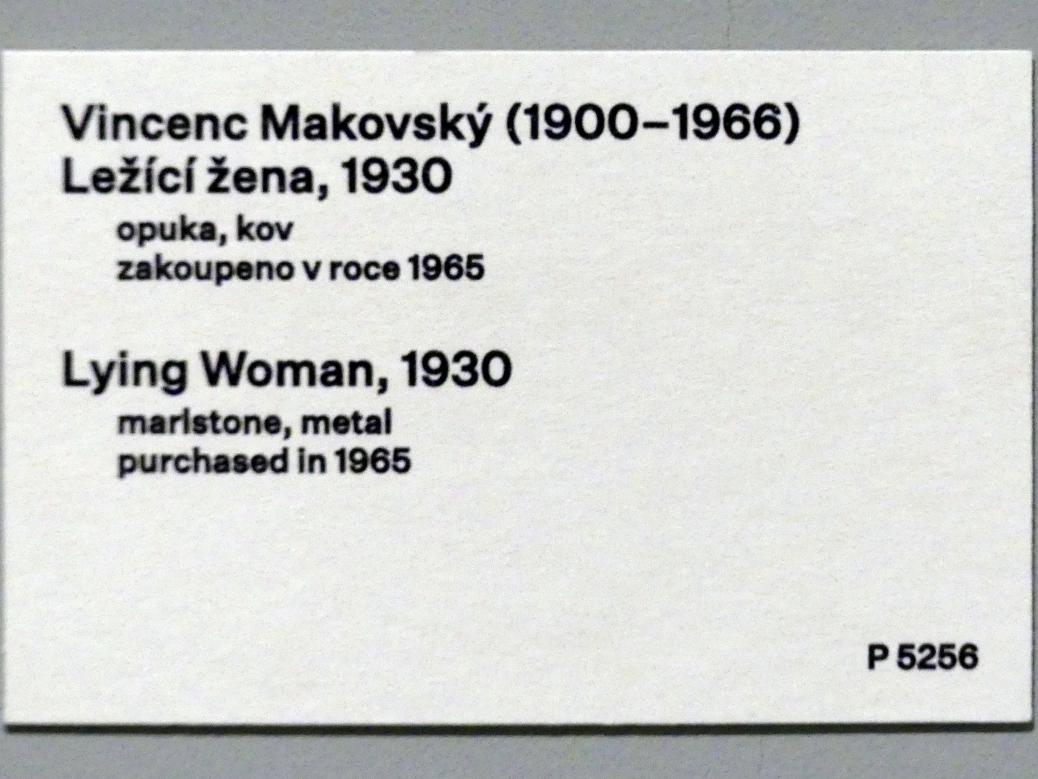 Vincenc Makovský (1900–1966)
Ležící žena, 1930
opuka, kov
zakoupeno v roce 1965
Lying Woman, 1930
marlstone, metal
purchased in 1965
P 5256